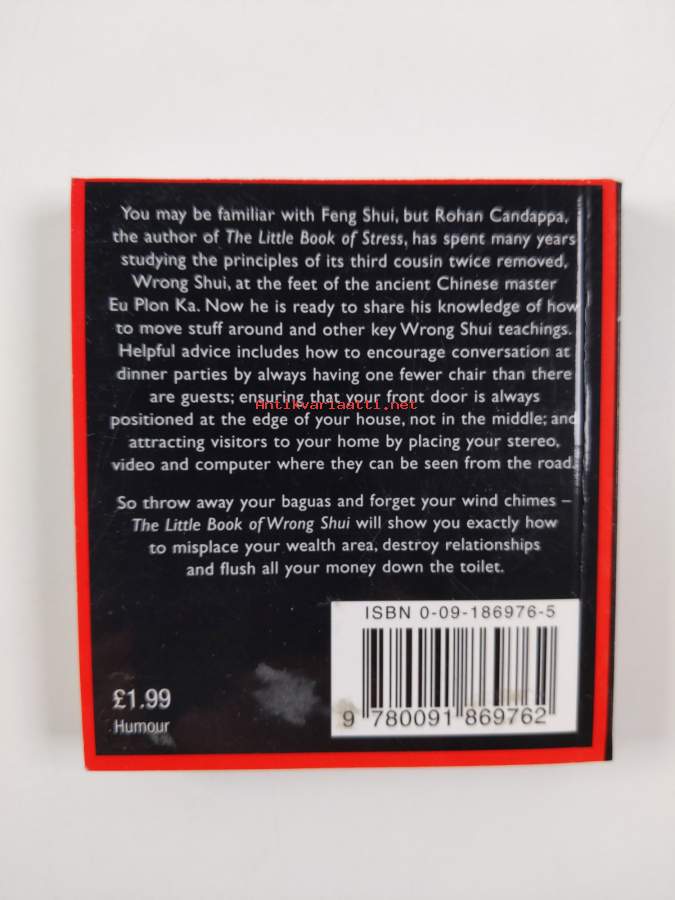 You may be familiar with Feng Shui, but Rohan Candappa,
the author of The Little Book of Stress, has spent many years
studying the principles of its third cousin twice removed,
Wrong Shui, at the feet of the ancient Chinese master
Eu Plon Ka. Now he is ready to share his knowledge of how
to move stuff around and other key Wrong Shui teachings.
Helpful advice includes how to encourage conversation at
dinner parties by always having one fewer chair than there
are guests; ensuring that your front door is always
Antikvariaatti.net
positioned at the edge of your house, not in the middle; and
attracting visitors to your home by placing your stereo,
video and computer where they can be seen from the road.
So throw away your baguas and forget your wind chimes –
The Little Book of Wrong Shui will show you exactly how
to misplace your wealth area, destroy relationships
and flush all your money down the toilet.
ISBN 0-09-186976-5
9 780091 869762
£1.99
Humour